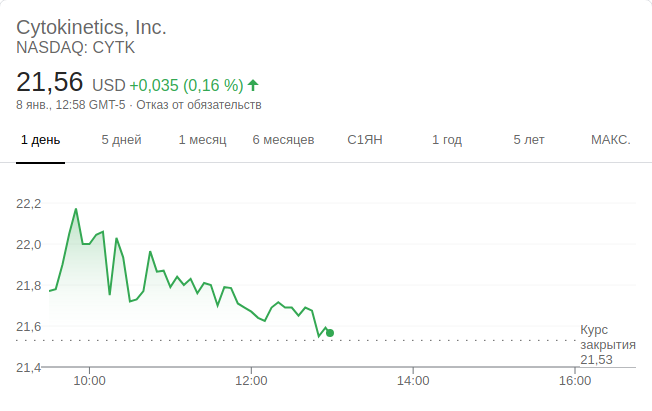 Cytokinetics, Inc.
NASDAQ: CYTK
21,56 USD +0,035 (0,16 %)
8 янв., 12:58 GMT-5 · Отказ от обязательств
1 день 5 дней 1 месяц 6 месяцев С1ЯН 1 год 5 лет МАКС.
22,2
22,0
21,8
21,6
Курс
закрытия
21,53
21,4
10:00 12:00 14:00 16:00